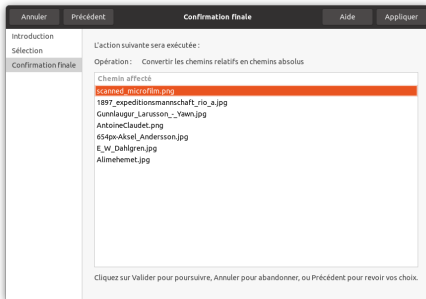 Annuler Précédent Confirmation finale Aide Appliquer
Introduction
Sélection
Confirmation finale
L'action suivante sera exécutée :
Opération : Convertir les chemins relatifs en chemins absolus
Chemin affecté
scanned_microfilm.png
1897_expeditionsmannschaft_rio_a.jpg
Gunnlaugur_Larusson_-_Yawn.jpg
AntoineClaudet.png
654px-Aksel_Andersson.jpg
E_W_Dahlgren.jpg
Alimehemet.jpg
Cliquez sur Valider pour poursuivre, Annuler pour abandonner, ou Précédent pour revoir vos choix.